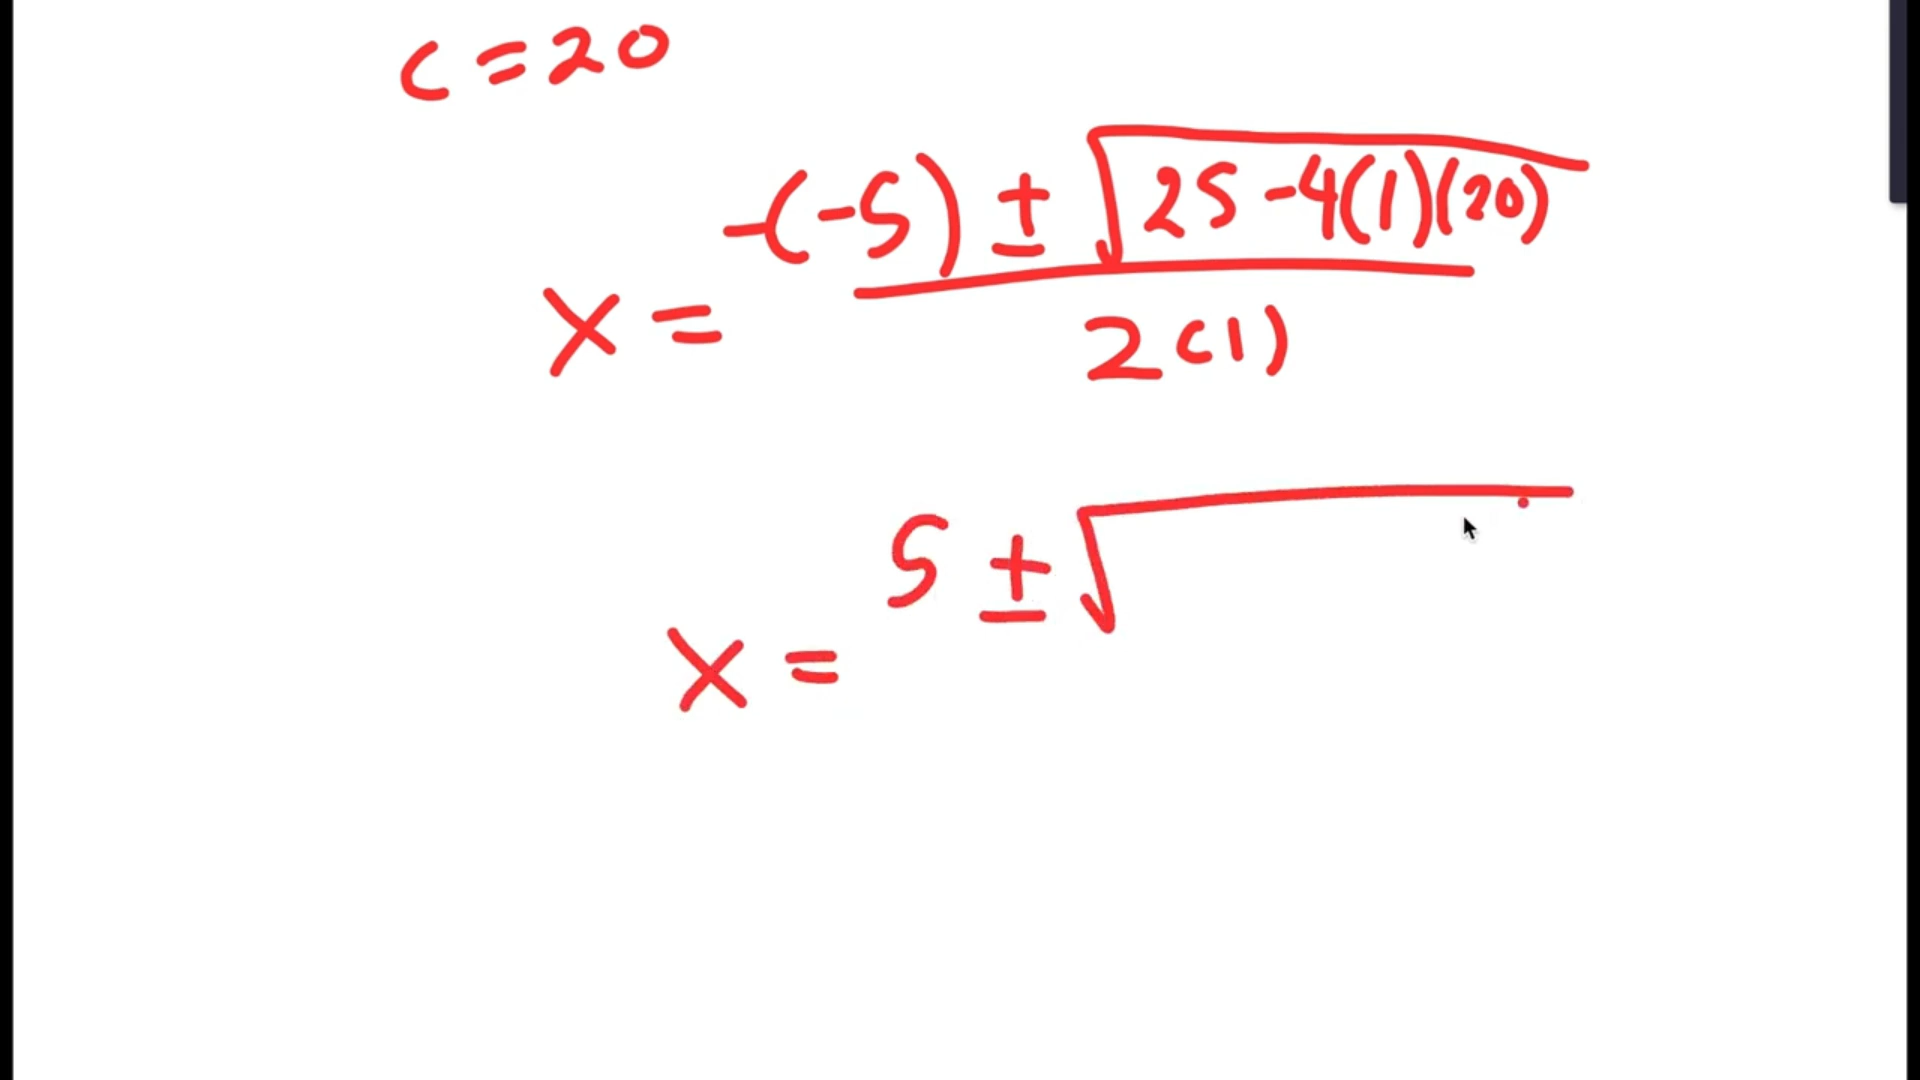 c = 20
x = -(-5) ± √25 - 4(1)(20)
2(1)
x = 5 ± √